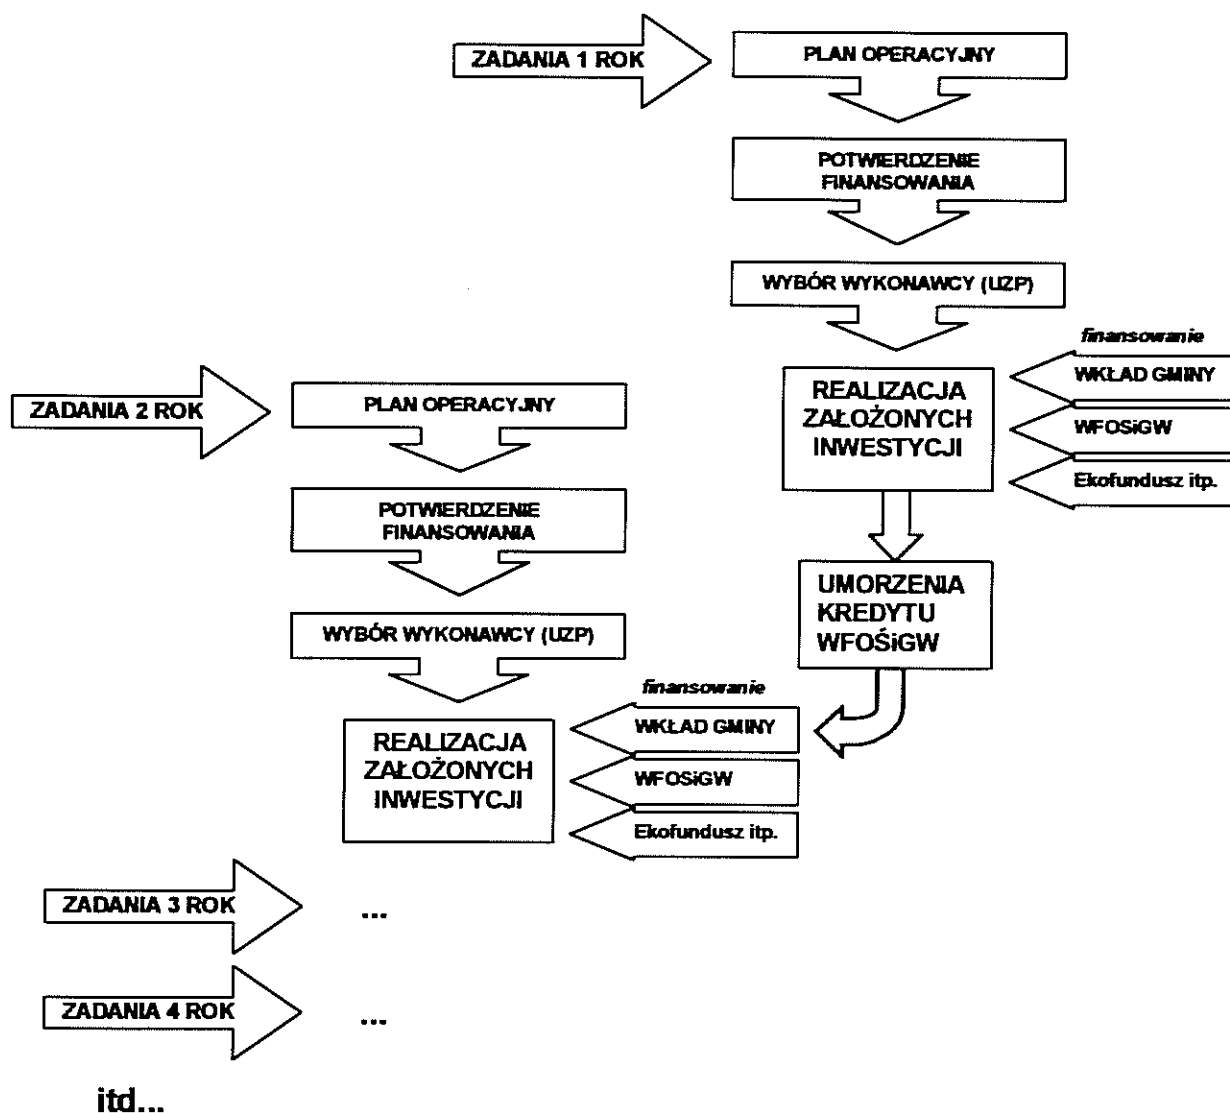 ZADANIA 1 ROK
PLAN OPERACYJNY
POTWIERDZENIE
FINANSOWANIA
WYBÓR WYKONAWCY (UZP)
finansowanie
REALIZACJA
ZAŁOŻONYCH
INWESTYCJI
WKŁAD GMINY
WFOSiGW
Ekofundusz itp.
UMORZENIA
KREDYTU
WFOŚiGW
ZADANIA 2 ROK
PLAN OPERACYJNY
POTWIERDZENIE
FINANSOWANIA
WYBÓR WYKONAWCY (UZP)
finansowanie
REALIZACJA
ZAŁOŻONYCH
INWESTYCJI
WKŁAD GMINY
WFOSiGW
Ekofundusz itp.
ZADANIA 3 ROK
...
ZADANIA 4 ROK
...
itd...